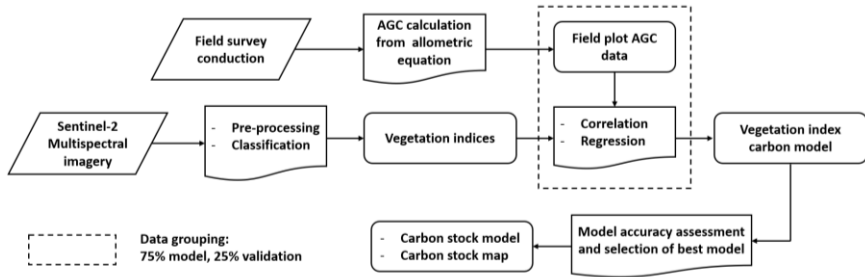 Field survey
conduction
AGC calculation
from allometric
equation
Field plot AGC
data
Sentinel-2
Multispectral
imagery
- Pre-processing
- Classification
Vegetation indices
- Correlation
- Regression
Vegetation index
carbon model
Data grouping:
75% model, 25% validation
- Carbon stock model
- Carbon stock map
Model accuracy assessment
and selection of best model